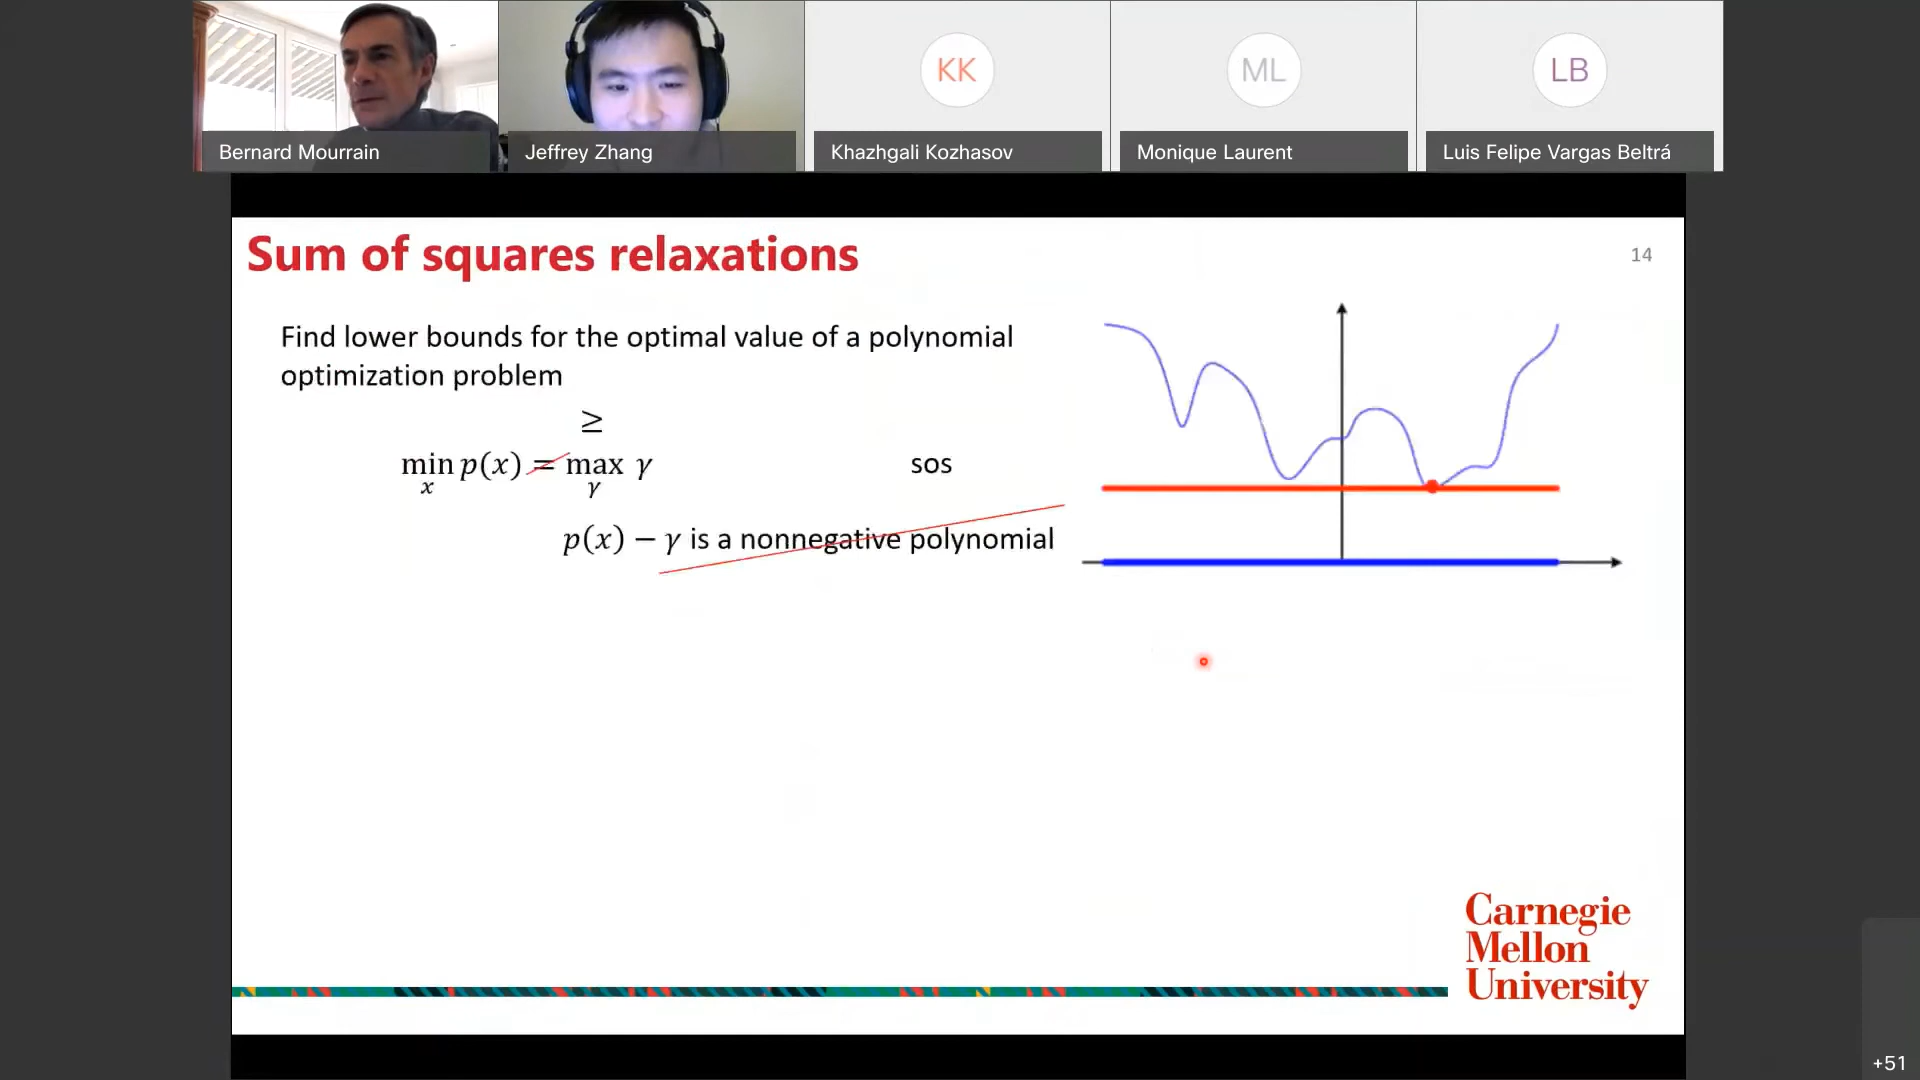 KK
ML
LB
Bernard Mourrain
Jeffrey Zhang
Khazhgali Kozhasov
Monique Laurent
Luis Felipe Vargas Beltrá
Sum of squares relaxations
14
Find lower bounds for the optimal value of a polynomial
optimization problem
≥
min p(x) = max γ
x γ
sos
p(x) − γ is a nonnegative polynomial
Carnegie
Mellon
University
+51